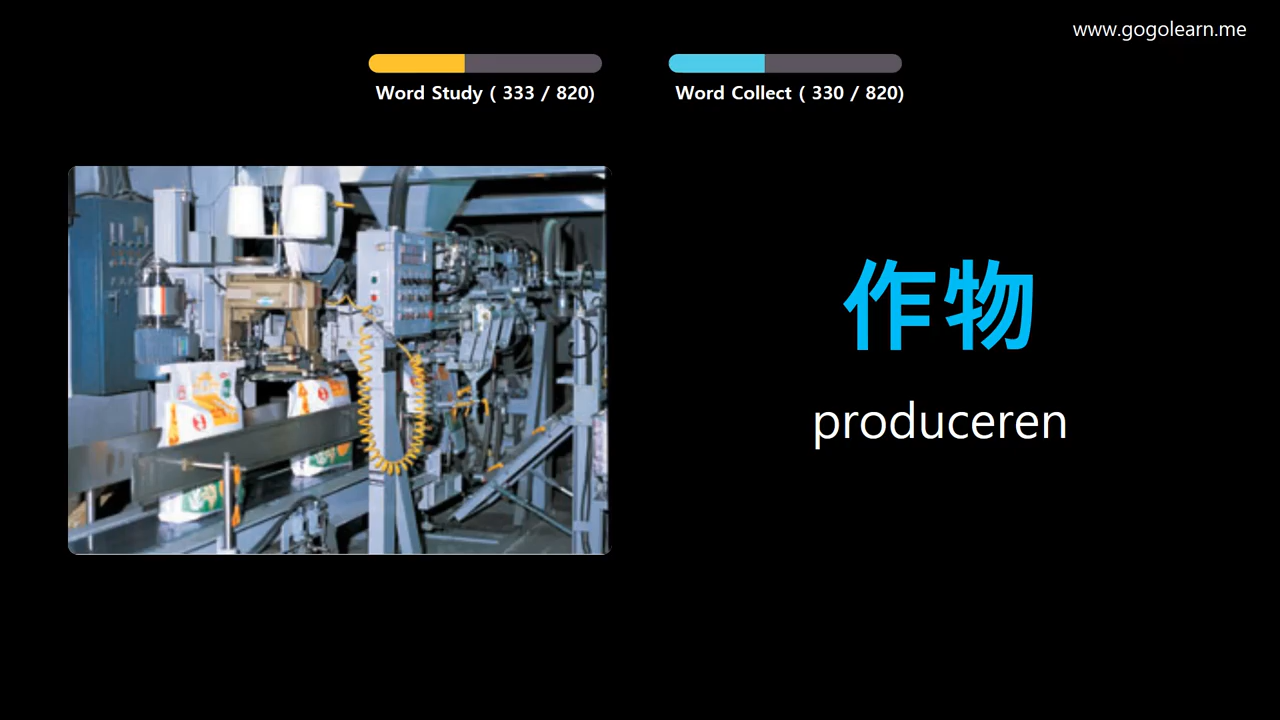 www.gogolearn.me
Word Study ( 333 / 820)
Word Collect ( 330 / 820)
作物
produceren